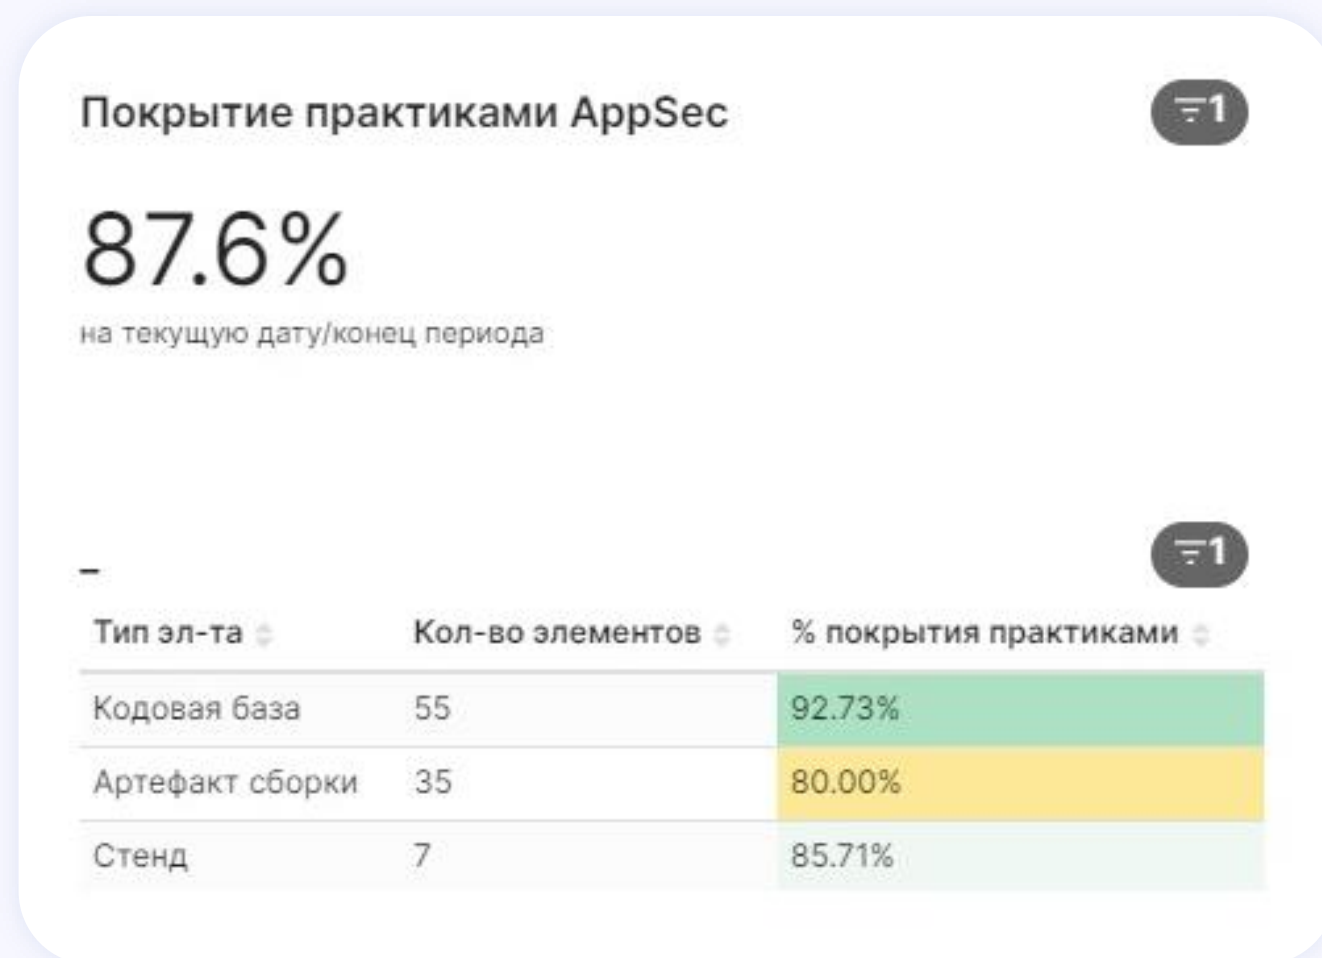 Покрытие практиками AppSec
1
87.6%
на текущую дату/конец периода
–
1
Тип эл-та Кол-во элементов % покрытия практиками
Кодовая база 55 92.73%
Артефакт сборки 35 80.00%
Стенд 7 85.71%